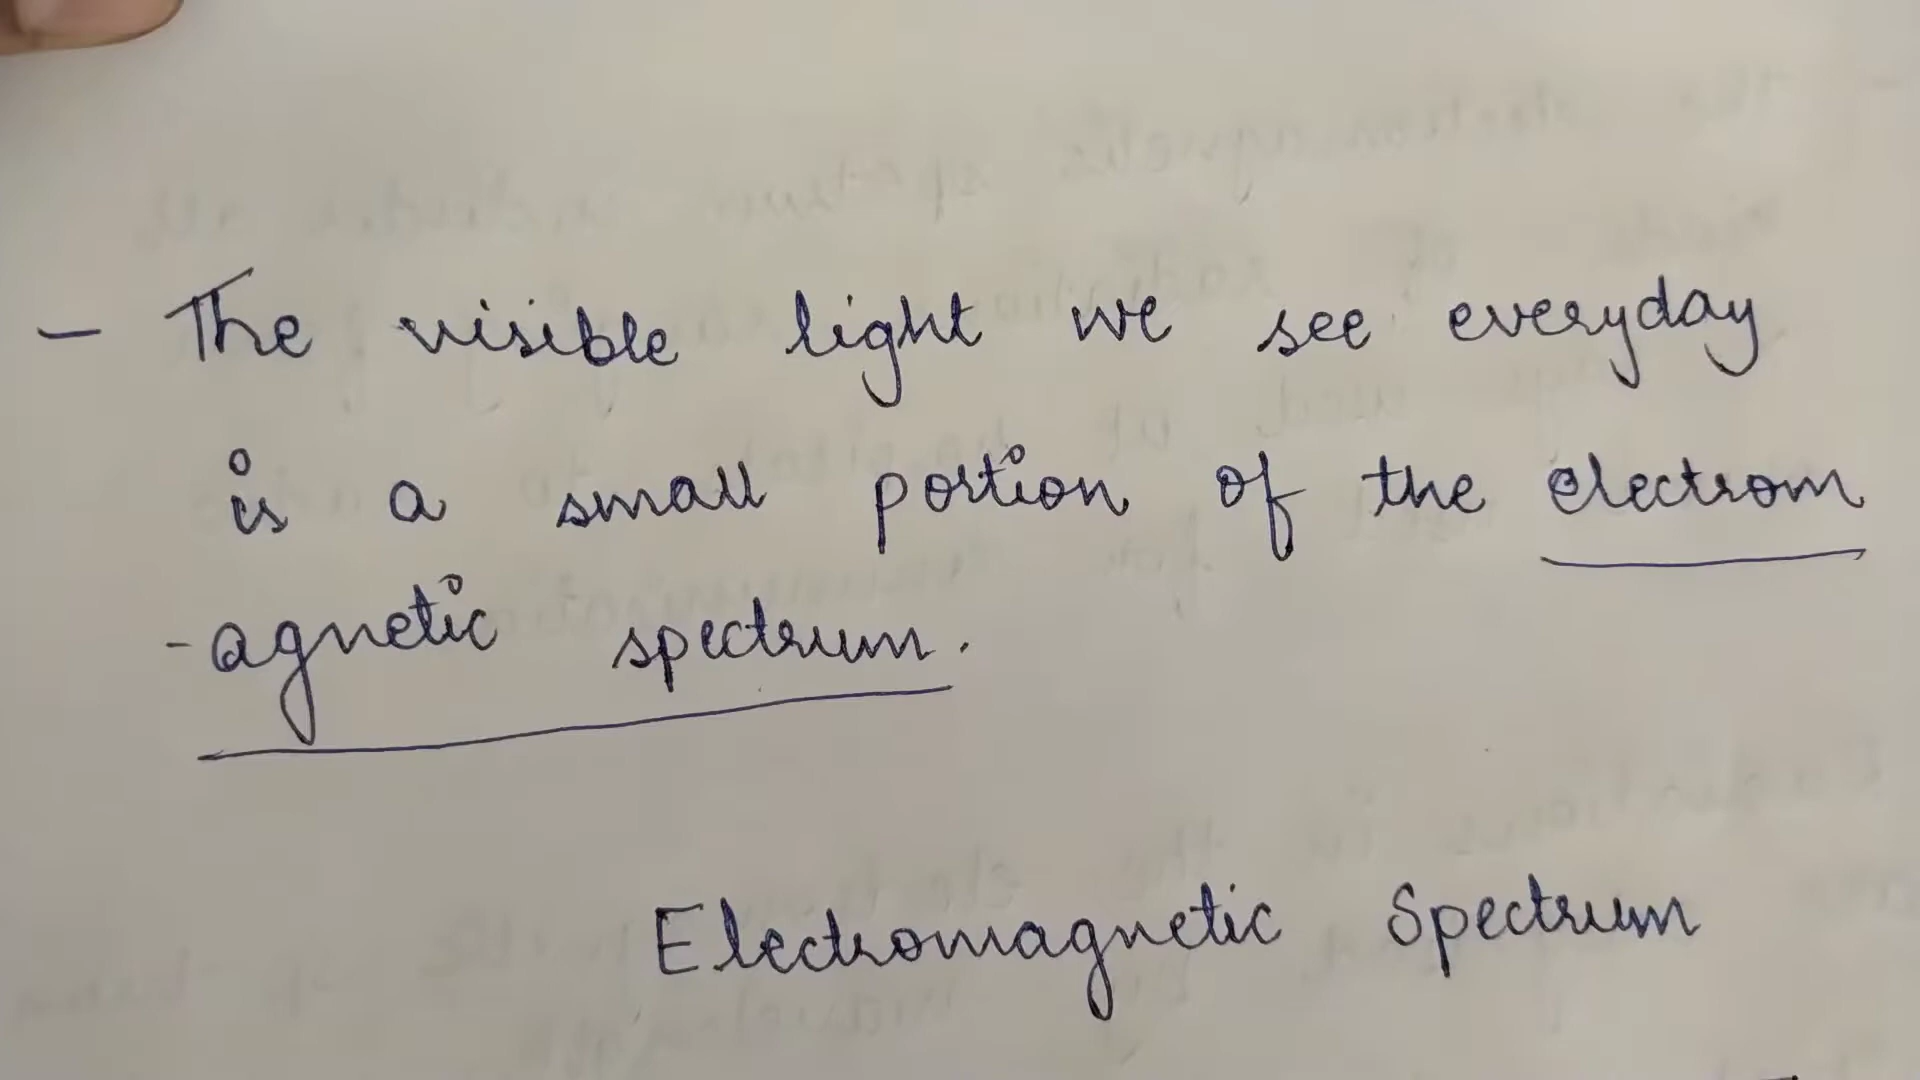 - The visible light we see everyday
is a small portion of the electrom
-agnetic spectrum.
Electromagnetic Spectrum